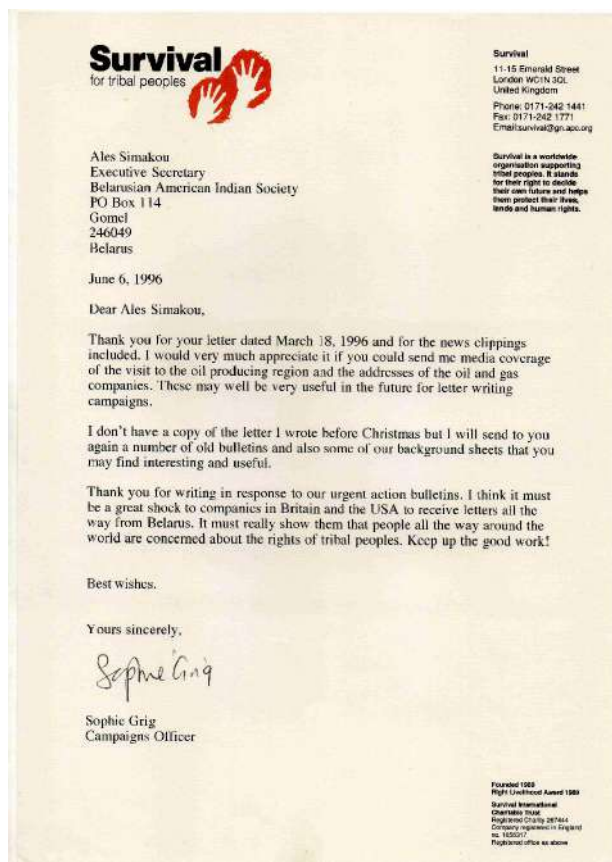 Survival
for tribal peoples
Survival
11-15 Emerald Street
London WC1N 3QL
United Kingdom
Phone: 0171-242 1441
Fax: 0171-242 1771
Email:survival@gn.apc.org
Survival is a worldwide
organisation supporting
tribal peoples. It stands
for their right to decide
their own future and helps
them protect their lives,
lands and human rights.
Ales Simakou
Executive Secretary
Belarusian American Indian Society
PO Box 114
Gomel
246049
Belarus
June 6, 1996
Dear Ales Simakou,
Thank you for your letter dated March 18, 1996 and for the news clippings
included. I would very much appreciate it if you could send me media coverage
of the visit to the oil producing region and the addresses of the oil and gas
companies. These may well be very useful in the future for letter writing
campaigns.
I don't have a copy of the letter I wrote before Christmas but I will send to you
again a number of old bulletins and also some of our background sheets that you
may find interesting and useful.
Thank you for writing in response to our urgent action bulletins. I think it must
be a great shock to companies in Britain and the USA to receive letters all the
way from Belarus. It must really show them that people all the way around the
world are concerned about the rights of tribal peoples. Keep up the good work!
Best wishes.
Yours sincerely,
Sophie Grig
Sophie Grig
Campaigns Officer
Founded 1969
Right Livelihood Award 1989
Survival International
Charitable Trust
Registered Charity 267444
Company registered in England
no. 1056317
Registered office as above